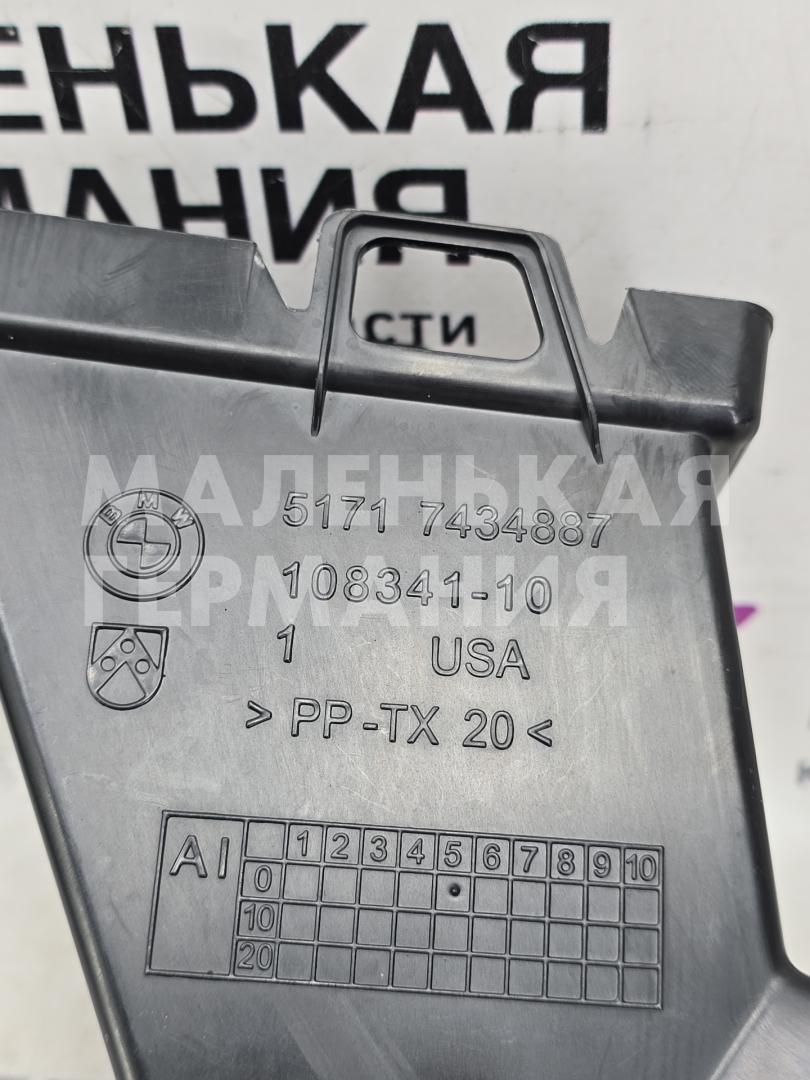 ЕНЬКАЯ
МАНИЯ
сти
МАЛЕНЬКАЯ
ГЕРМАНИЯ
BMW
5171 7434887
108341-10
1 USA
> PP-TX 20 <
AI 1 2 3 4 5 6 7 8 9 10
0
10
20